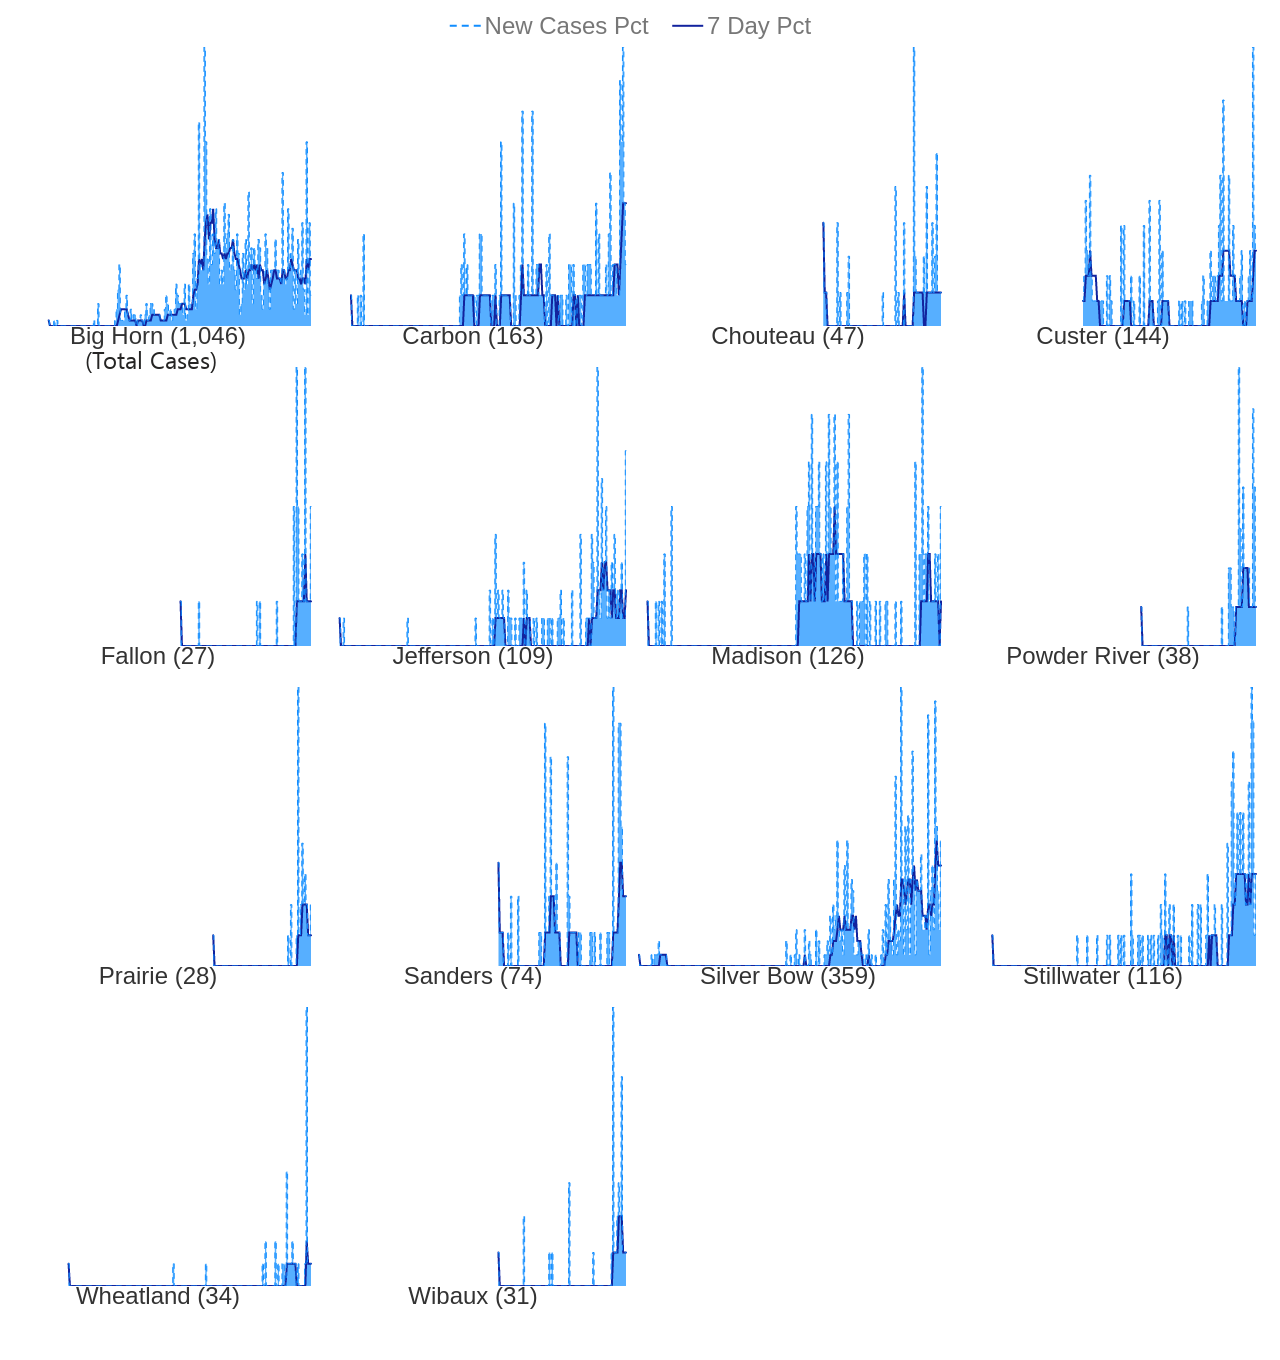 New Cases Pct 7 Day Pct
Big Horn (1,046) Carbon (163) Chouteau (47) Custer (144)
(Total Cases)
Fallon (27) Jefferson (109) Madison (126) Powder River (38)
Prairie (28) Sanders (74) Silver Bow (359) Stillwater (116)
Wheatland (34) Wibaux (31)